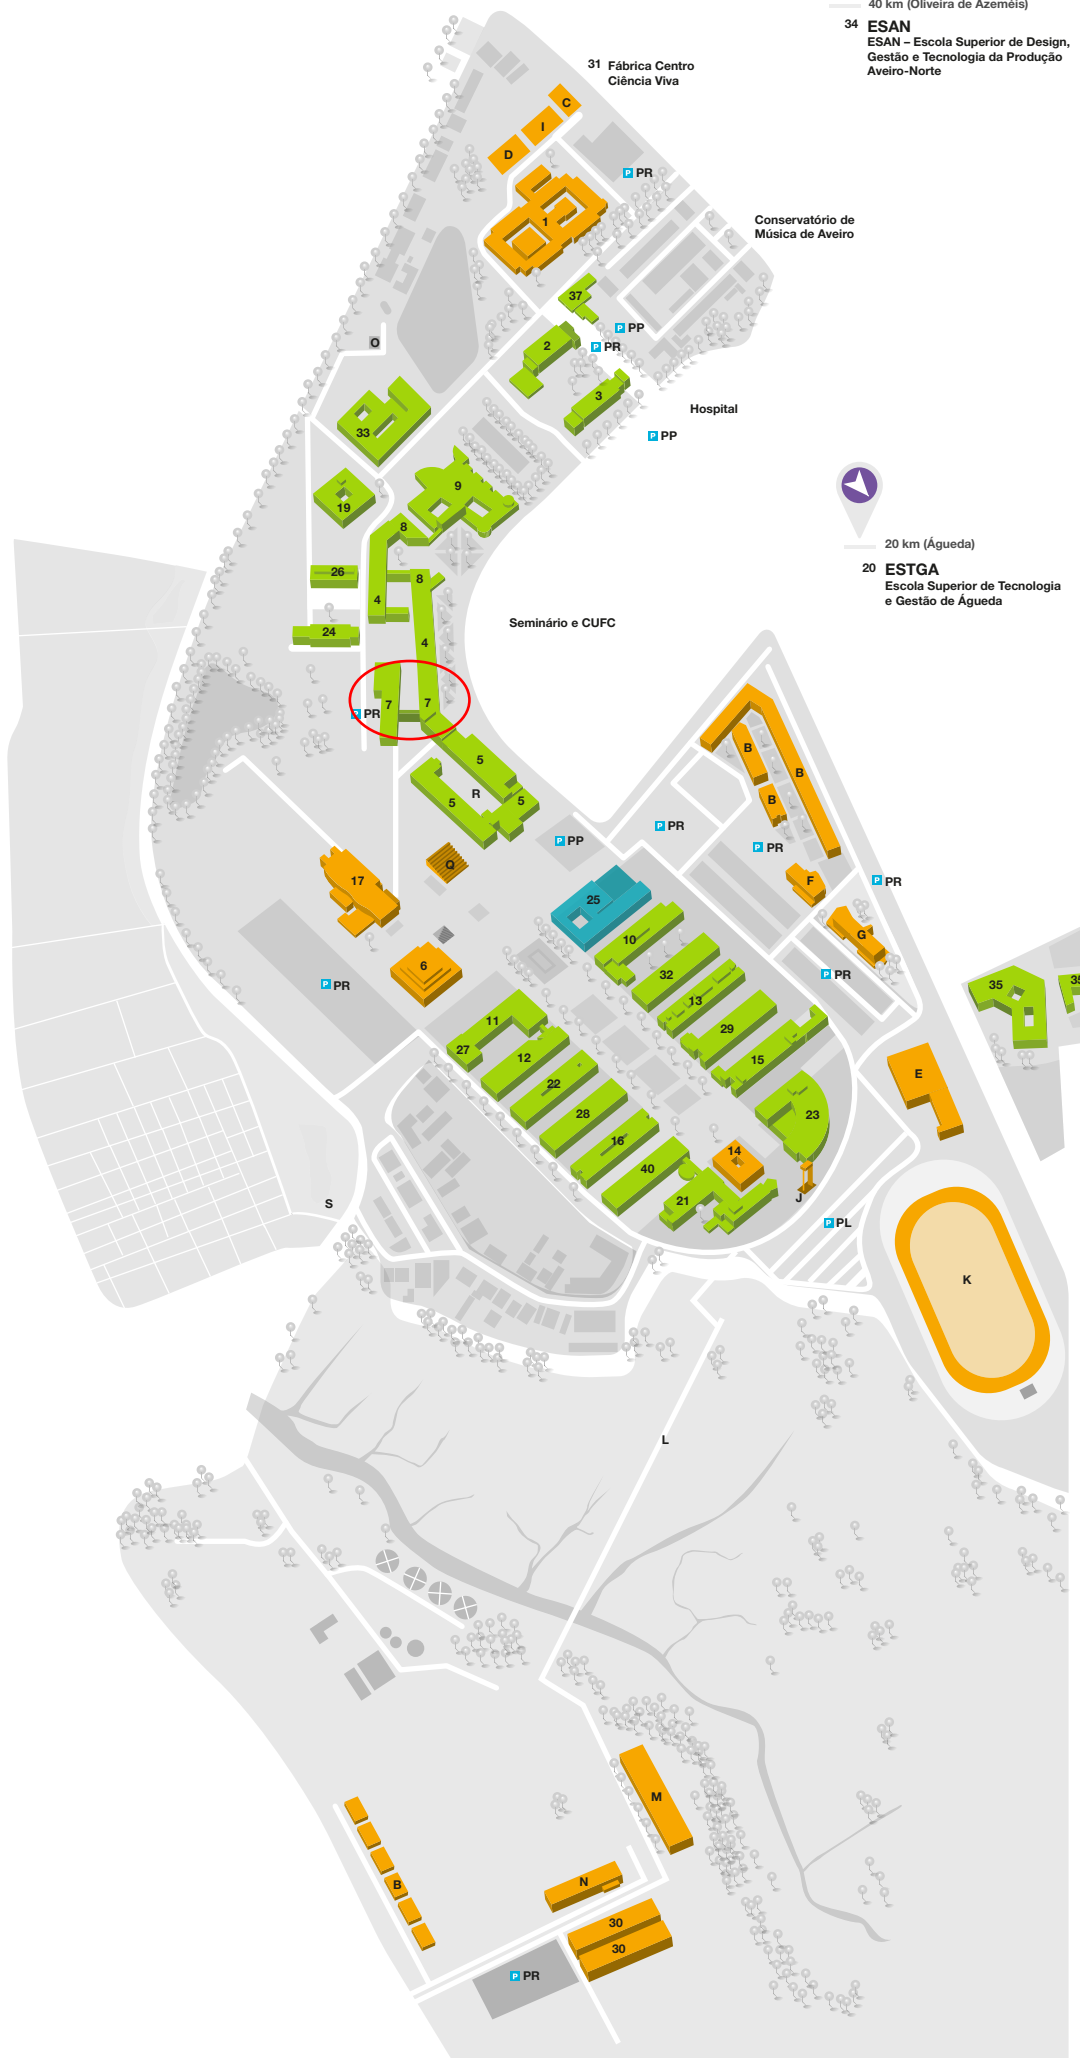 40 km (Oliveira de Azeméis)
34 ESAN
ESAN – Escola Superior de Design,
Gestão e Tecnologia da Produção
Aveiro-Norte
31 Fábrica Centro
Ciência Viva
C
I
D
P PR
1
Conservatório de
Música de Aveiro
37
P PP
2
P PR
O
3
Hospital
33
P PP
9
19
8
20 km (Águeda)
20 ESTGA
Escola Superior de Tecnologia
e Gestão de Águeda
26
8
4
Seminário e CUFC
24
4
7
7
P PR
B
5
B
R
5
5
B
P PR
P PP
P PR
Q
17
F
P PR
25
G
10
6
32
P PR
P PR
35
35
13
11
29
27
12
15
E
22
28
23
16
14
40
J
21
S
P PL
K
L
M
B
N
30
30
P PR